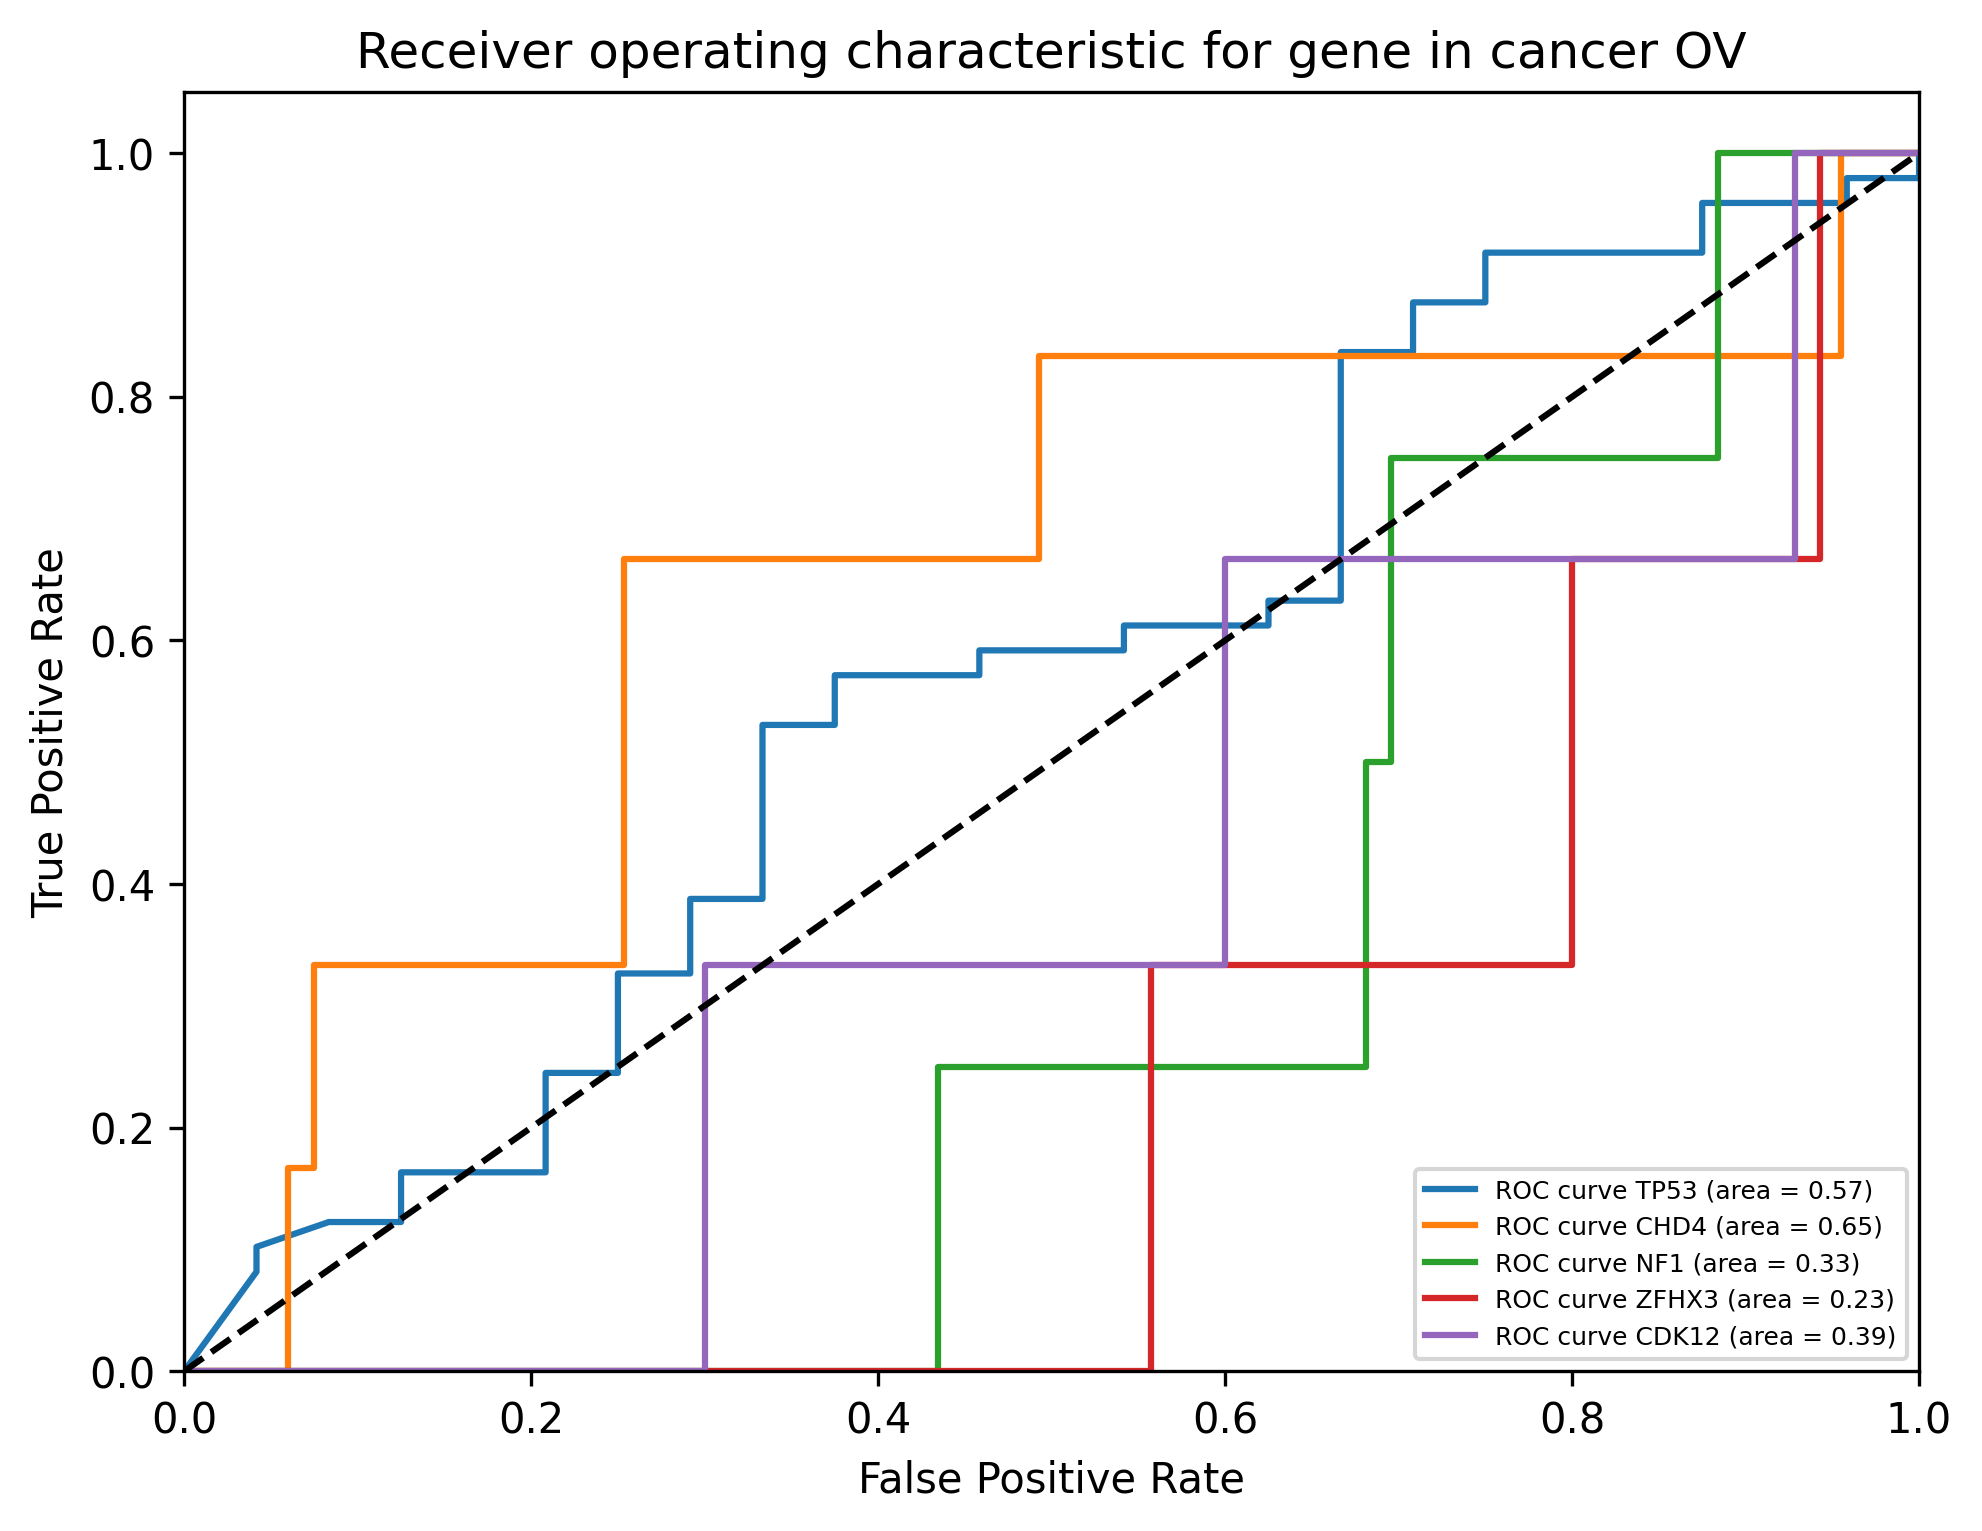 Receiver operating characteristic for gene in cancer OV
True Positive Rate
1.0
0.8
0.6
0.4
0.2
0.0
0.0 0.2 0.4 0.6 0.8 1.0
False Positive Rate
ROC curve TP53 (area = 0.57)
ROC curve CHD4 (area = 0.65)
ROC curve NF1 (area = 0.33)
ROC curve ZFHX3 (area = 0.23)
ROC curve CDK12 (area = 0.39)